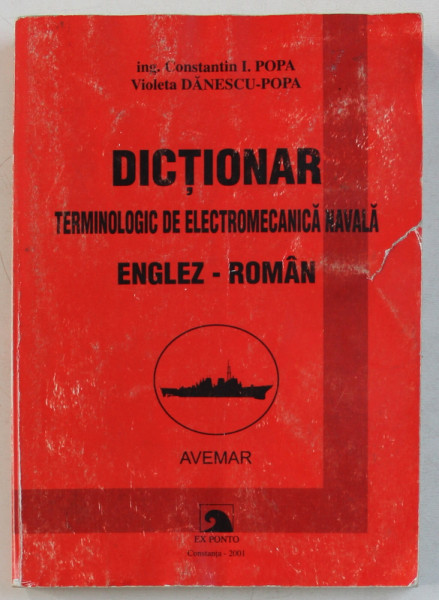 ing. Constantin I. POPA
Violeta DĂNESCU-POPA
DICȚIONAR
TERMINOLOGIC DE ELECTROMECANICĂ NAVALĂ
ENGLEZ - ROMÂN
AVEMAR
EX PONTO
Constanța - 2001